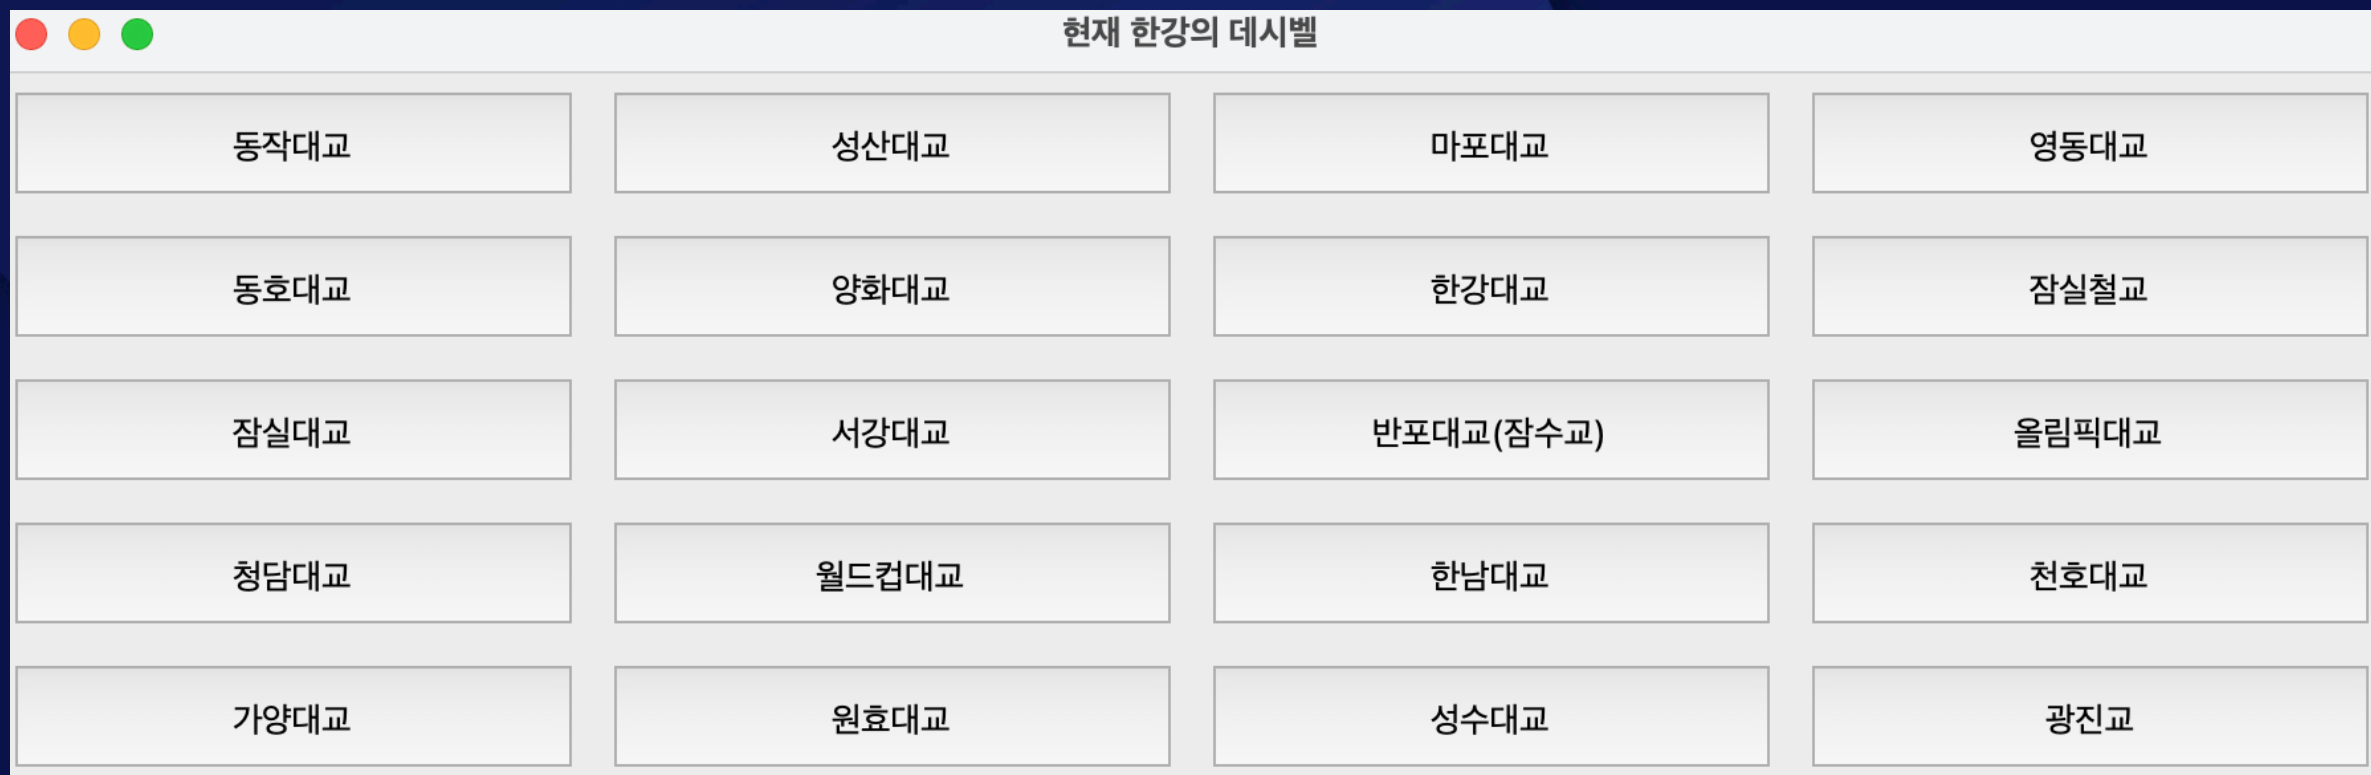 현재 한강의 데시벨
동작대교 성산대교 마포대교 영동대교
동호대교 양화대교 한강대교 잠실철교
잠실대교 서강대교 반포대교(잠수교) 올림픽대교
청담대교 월드컵대교 한남대교 천호대교
가양대교 원효대교 성수대교 광진교